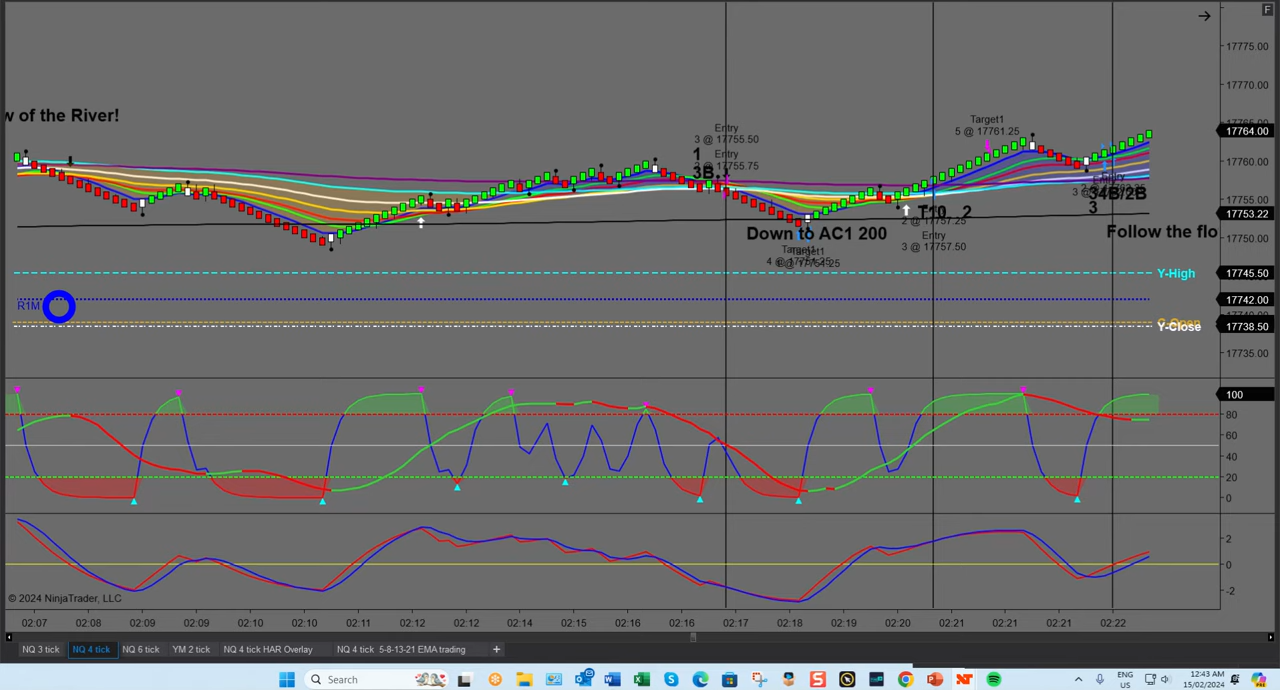 F
17775.00
17770.00
w of the River!
Target1
5 @ 17761.25
Entry
3 @ 17755.50
1
Entry
2 @ 17755.75
3B
17764.00
17760.00
17755.00
34B/2B
3
T10 2
2 @ 17757.25
Entry
3 @ 17757.50
17753.22
Down to AC1 200
Follow the flo
17750.00
Y-High
17745.50
R1M
17742.00
Y-Close
17738.50
17735.00
100
80
60
40
20
0
2
0
-2
© 2024 NinjaTrader, LLC
02:07 02:08 02:09 02:09 02:10 02:10 02:12 02:13 02:14 02:15 02:16 02:16 02:17 02:18 02:19 02:20 02:21 02:21 02:22 02:22
NQ 3 tick NQ 4 tick NQ 6 tick YM 2 tick NQ 4 tick HAR Overlay NQ 4 tick 5-8-13-21 EMA trading +
Search
ENG
US
12:43 AM
15/02/2024